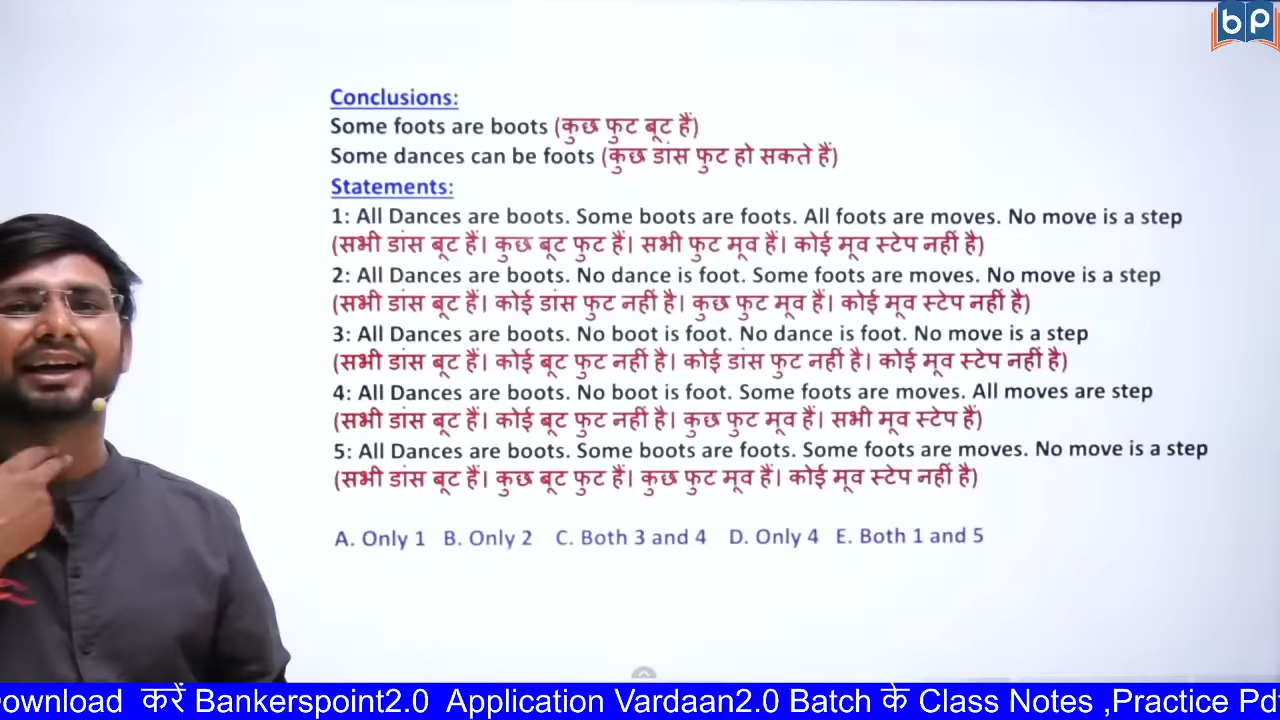 bp
Conclusions:
Some foots are boots (कुछ फुट बूट हैं)
Some dances can be foots (कुछ डांस फुट हो सकते हैं)
Statements:
1: All Dances are boots. Some boots are foots. All foots are moves. No move is a step
(सभी डांस बूट हैं। कुछ बूट फुट हैं। सभी फुट मूव हैं। कोई मूव स्टेप नहीं है)
2: All Dances are boots. No dance is foot. Some foots are moves. No move is a step
(सभी डांस बूट हैं। कोई डांस फुट नहीं है। कुछ फुट मूव हैं। कोई मूव स्टेप नहीं है)
3: All Dances are boots. No boot is foot. No dance is foot. No move is a step
(सभी डांस बूट हैं। कोई बूट फुट नहीं है। कोई डांस फुट नहीं है। कोई मूव स्टेप नहीं है)
4: All Dances are boots. No boot is foot. Some foots are moves. All moves are step
(सभी डांस बूट हैं। कोई बूट फुट नहीं है। कुछ फुट मूव हैं। सभी मूव स्टेप हैं)
5: All Dances are boots. Some boots are foots. Some foots are moves. No move is a step
(सभी डांस बूट हैं। कुछ बूट फुट हैं। कुछ फुट मूव हैं। कोई मूव स्टेप नहीं है)
A. Only 1 B. Only 2 C. Both 3 and 4 D. Only 4 E. Both 1 and 5
ownload करें Bankerspoint2.0 Application Vardaan2.0 Batch के Class Notes ,Practice Pd